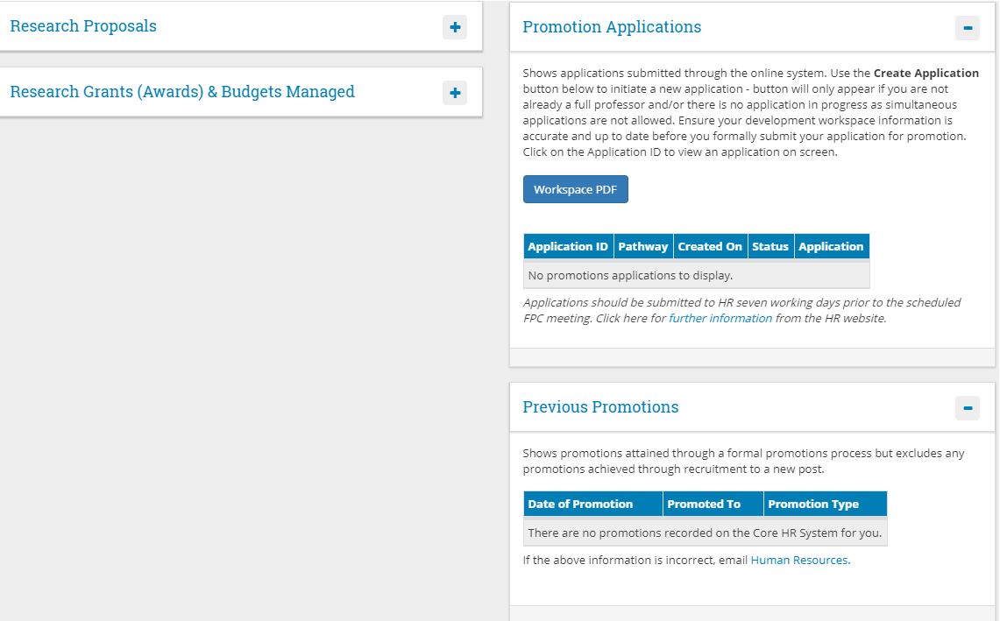 Research Proposals
Research Grants (Awards) & Budgets Managed
Promotion Applications
Shows applications submitted through the online system. Use the Create Application
button below to initiate a new application - button will only appear if you are not
already a full professor and/or there is no application in progress as simultaneous
applications are not allowed. Ensure your development workspace information is
accurate and up to date before you formally submit your application for promotion.
Click on the Application ID to view an application on screen.
Workspace PDF
Application ID Pathway Created On Status Application
No promotions applications to display.
Applications should be submitted to HR seven working days prior to the scheduled
FPC meeting. Click here for further information from the HR website.
Previous Promotions
Shows promotions attained through a formal promotions process but excludes any
promotions achieved through recruitment to a new post.
Date of Promotion Promoted To Promotion Type
There are no promotions recorded on the Core HR System for you.
If the above information is incorrect, email Human Resources.